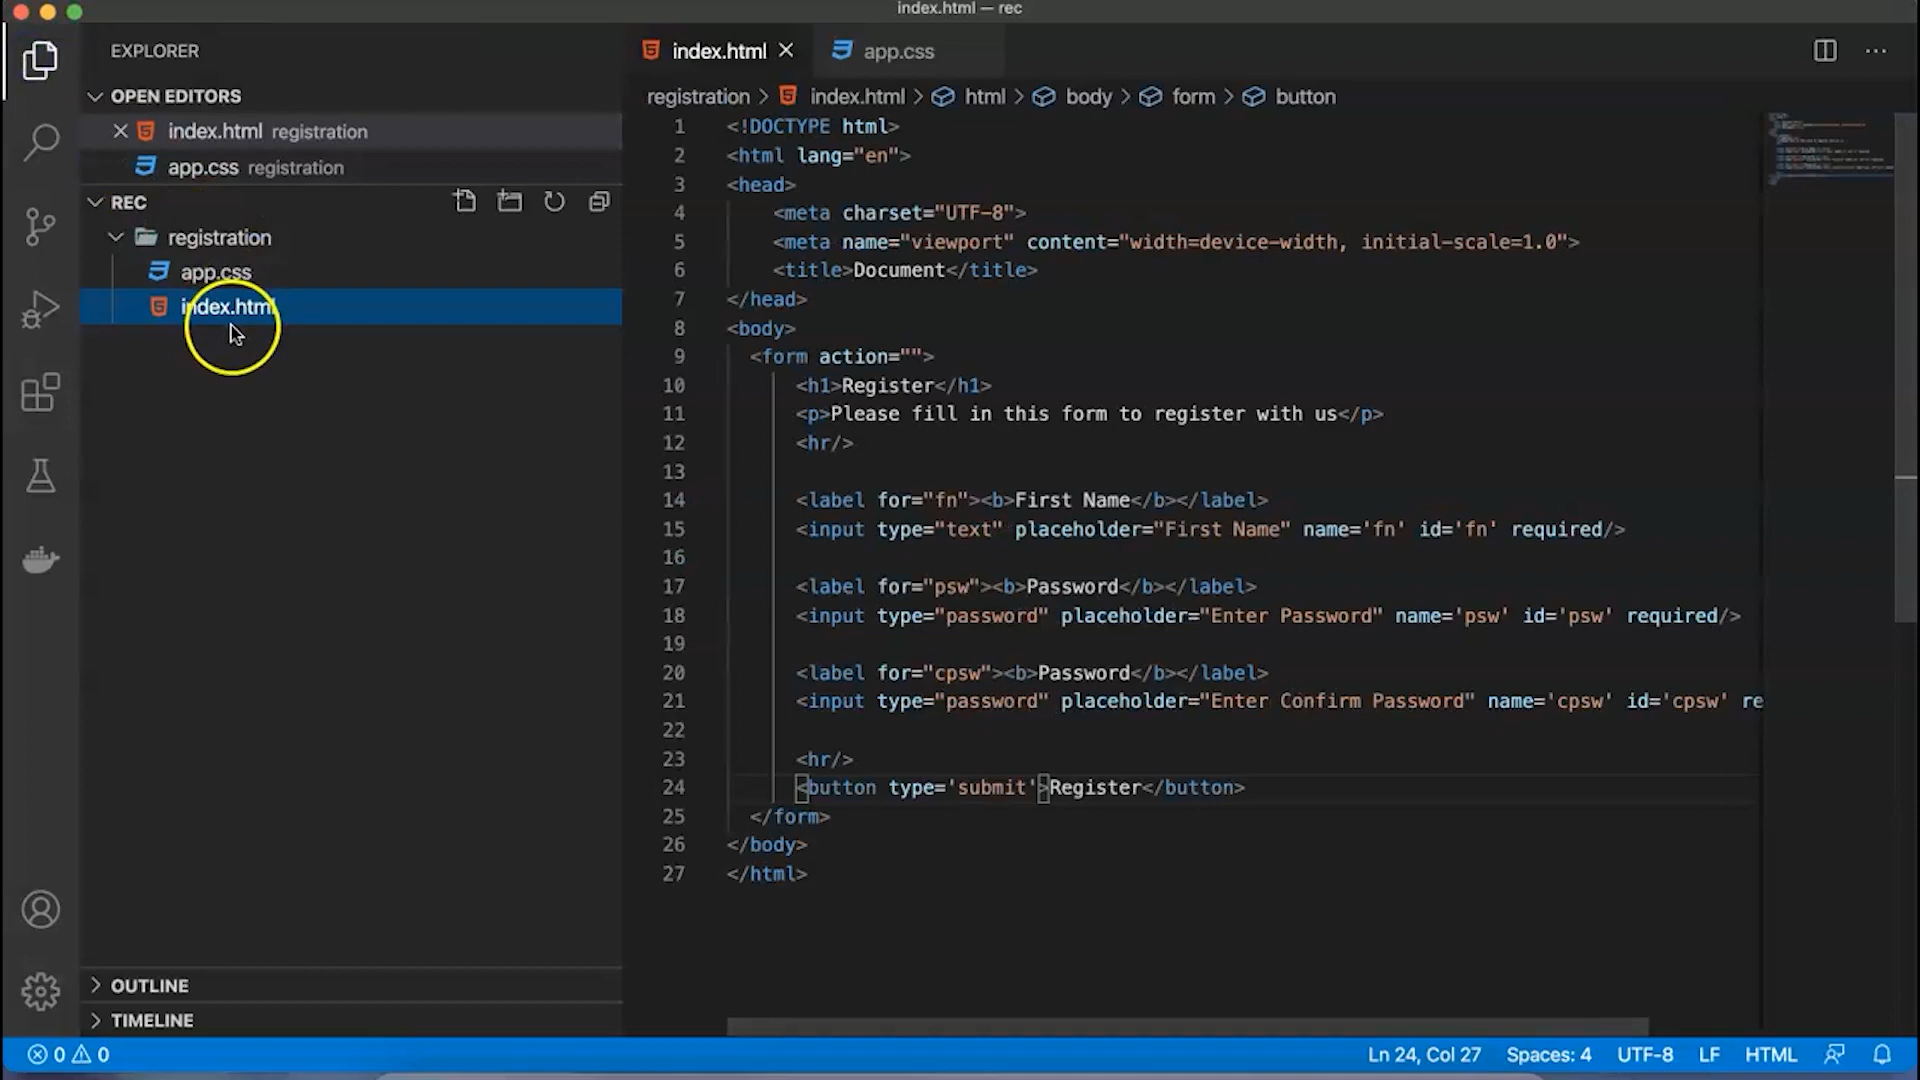 index.html — rec
EXPLORER
OPEN EDITORS
index.html registration
app.css registration
REC
registration
app.css
index.html
OUTLINE
TIMELINE
index.html
app.css
registration > index.html > html > body > form > button
1 <!DOCTYPE html>
2 <html lang="en">
3 <head>
4 <meta charset="UTF-8">
5 <meta name="viewport" content="width=device-width, initial-scale=1.0">
6 <title>Document</title>
7 </head>
8 <body>
9 <form action="">
10 <h1>Register</h1>
11 <p>Please fill in this form to register with us</p>
12 <hr/>
13
14 <label for="fn"><b>First Name</b></label>
15 <input type="text" placeholder="First Name" name='fn' id='fn' required/>
16
17 <label for="psw"><b>Password</b></label>
18 <input type="password" placeholder="Enter Password" name='psw' id='psw' required/>
19
20 <label for="cpsw"><b>Password</b></label>
21 <input type="password" placeholder="Enter Confirm Password" name='cpsw' id='cpsw' re
22
23 <hr/>
24 <button type='submit'>Register</button>
25 </form>
26 </body>
27 </html>
0 0
Ln 24, Col 27 Spaces: 4 UTF-8 LF HTML